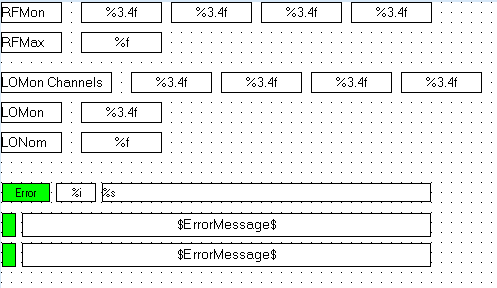 RFMon %3.4f %3.4f %3.4f %3.4f
RFMax %f
LOMon Channels %3.4f %3.4f %3.4f %3.4f
LOMon %3.4f
LONom %f
Error %i %s
$ErrorMessage$
$ErrorMessage$